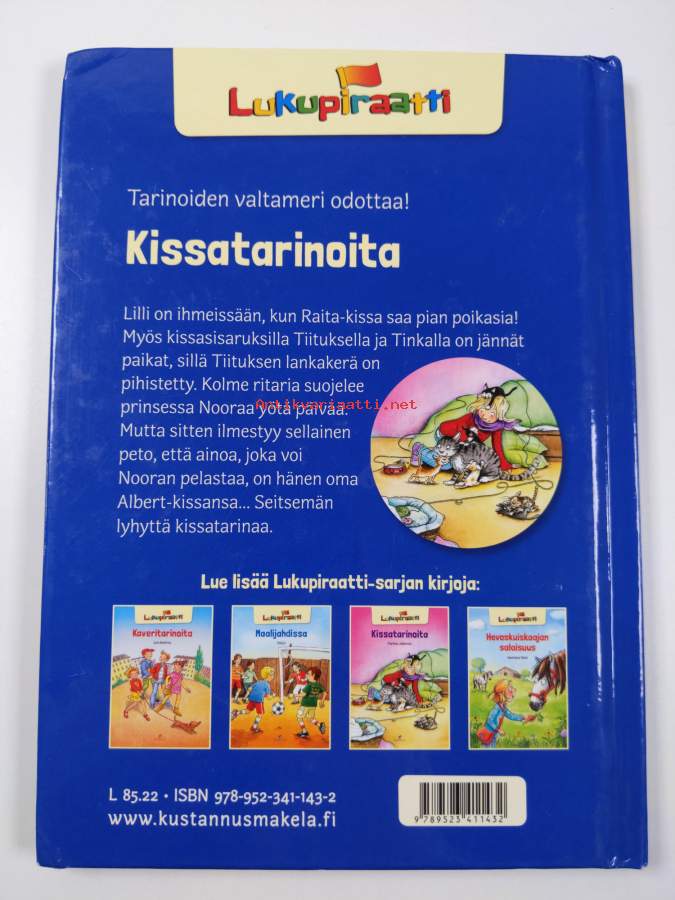 Lukupiraatti
Tarinoiden valtameri odottaa!
Kissatarinoita
Lilli on ihmeissään, kun Raita-kissa saa pian poikasia!
Myös kissasisaruksilla Tiituksella ja Tinkalla on jännät
paikat, sillä Tiituksen lankakerä on
pihistetty. Kolme ritaria suojelee
prinsessa Nooraa yötä päivää.
Antikvariaatti.net
Mutta sitten ilmestyy sellainen
peto, että ainoa, joka voi
Nooran pelastaa, on hänen oma
Albert-kissansa... Seitsemän
lyhyttä kissatarinaa.
Lue lisää Lukupiraatti-sarjan kirjoja:
Lukupiraatti
Kaveritarinoita
Lukupiraatti
Maalijahdissa
Lukupiraatti
Kissatarinoita
Lukupiraatti
Hevoskuiskaajan
salaisuus
L 85.22 • ISBN 978-952-341-143-2
www.kustannusmakela.fi
9 789523 411432